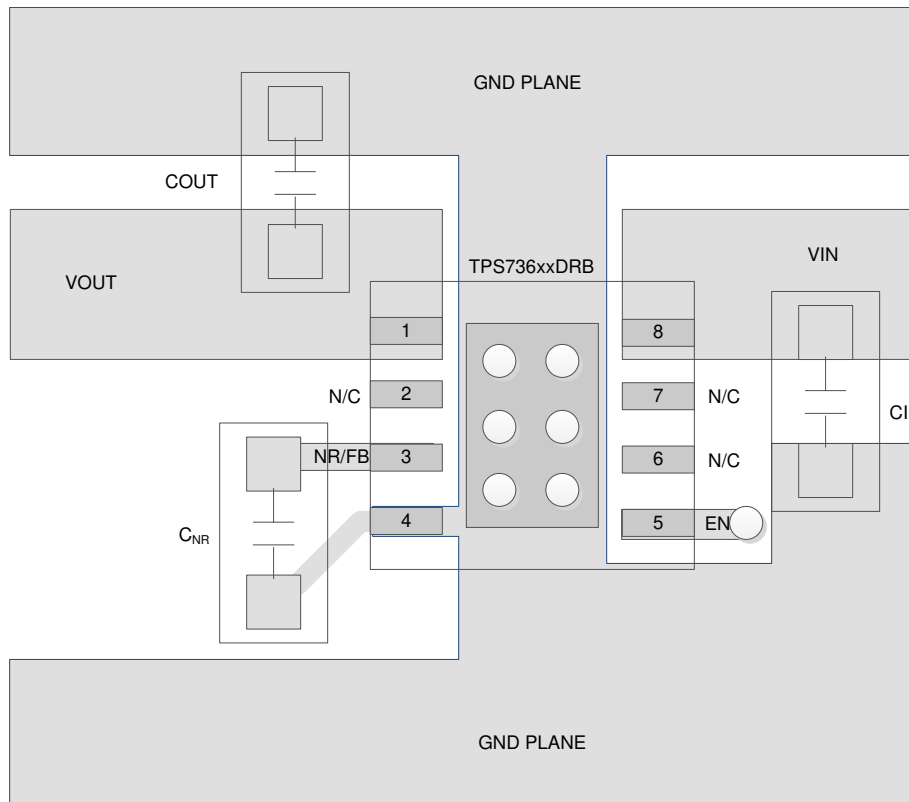 GND PLANE
COUT
TPS736xxDRB
VIN
VOUT
1
8
N/C
2
7
N/C
CI
NR/FB
3
6
N/C
4
5
EN
CNR
GND PLANE